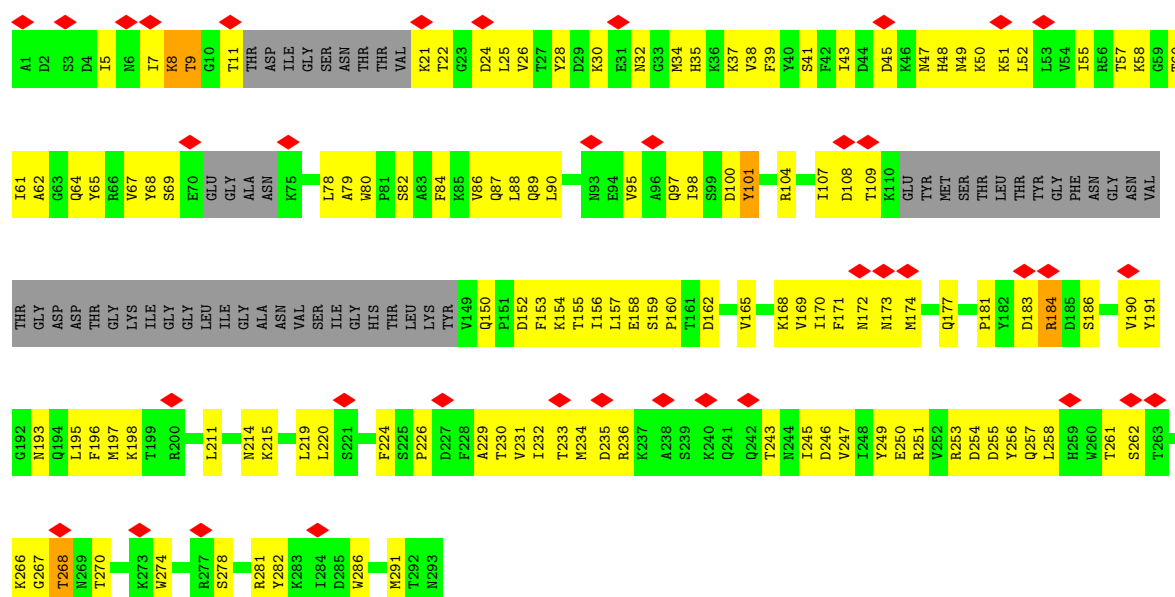 A1 D2 S3 D4 I5 N6 I7 K8 T9 G10 T11 THR ASP ILE GLY SER ASN THR THR VAL K21 T22 G23 D24 L25 V26 T27 Y28 D29 K30 E31 N32 G33 M34 H35 K36 K37 V38 F39 Y40 S41 F42 I43 D44 D45 K46 N47 H48 N49 K50 K51 L52 L53 V54 I55 R56 T57 K58 G59
I61 A62 G63 Q64 Y65 R66 V67 Y68 S69 E70 GLU GLY ALA ASN K75 L78 A79 W80 P81 S82 A83 F84 K85 V86 Q87 L88 Q89 L90 N93 E94 V95 A96 Q97 I98 S99 D100 Y101 R104 I107 D108 T109 K110 GLU TYR MET SER THR LEU THR TYR GLY PHE ASN GLY ASN VAL
THR GLY ASP ASP THR GLY LYS ILE GLY GLY LEU ILE GLY ALA ASN VAL SER ILE GLY HIS THR LEU LYS TYR V149 Q150 P151 D152 F153 K154 T155 I156 L157 E158 S159 P160 T161 D162 V165 K168 V169 I170 F171 N172 N173 M174 Q177 P181 Y182 D183 R184 D185 S186 V190 Y191
G192 N193 Q194 L195 F196 M197 K198 T199 R200 L211 N214 K215 L219 L220 S221 F224 S225 P226 D227 F228 A229 T230 V231 I232 T233 M234 D235 R236 K237 A238 S239 K240 Q241 Q242 T243 N244 I245 D246 V247 I248 Y249 E250 R251 V252 R253 D254 D255 Y256 Q257 L258 H259 W260 T261 S262 T263
K266 G267 T268 N269 T270 K273 W274 R277 S278 R281 Y282 K283 I284 D285 W286 M291 T292 N293